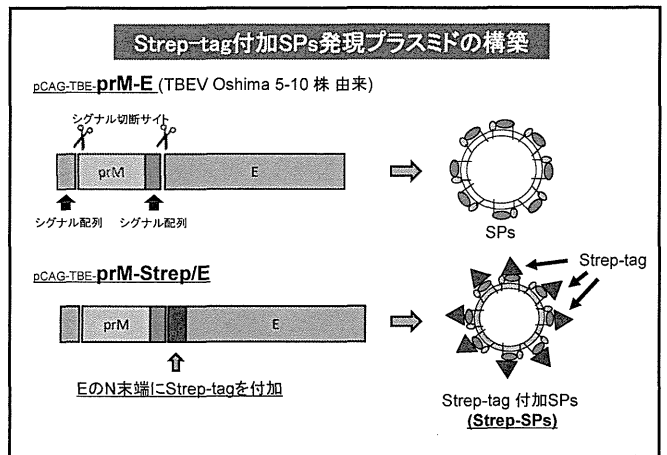 Strep-tag付加SPs発現プラスミドの構築
pCAG-TBE-prM-E (TBEV Oshima 5-10 株 由来)
シグナル切断サイト
prM
E
シグナル配列
シグナル配列
SPs
pCAG-TBE-prM-Strep/E
Strep-tag
prM
E
EのN末端にStrep-tagを付加
Strep-tag 付加SPs
(Strep-SPs)